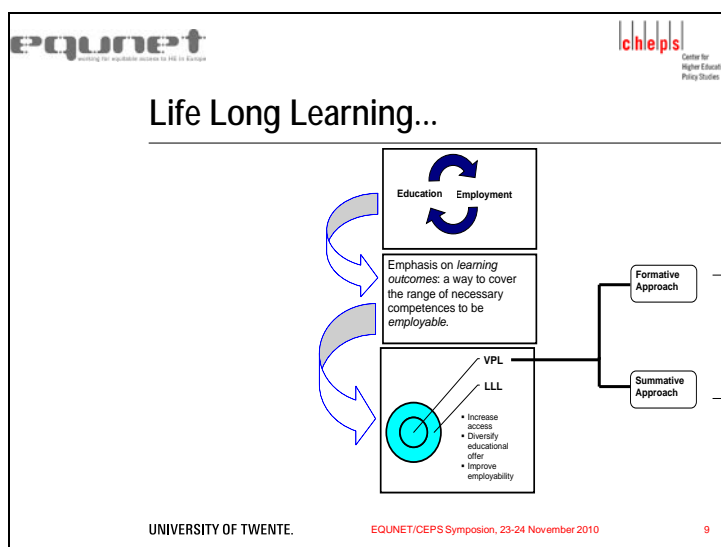 equnet
working for equitable access to HE in Europe
c|h|e|p|s
Center for
Higher Educati
Policy Studies
Life Long Learning...
Education Employment
Emphasis on learning
outcomes: a way to cover
the range of necessary
competences to be
employable.
Formative
Approach
VPL
LLL
Summative
Approach
▪ Increase
access
▪ Diversify
educational
offer
▪ Improve
employability
UNIVERSITY OF TWENTE.
EQUNET/CEPS Symposion, 23-24 November 2010
9